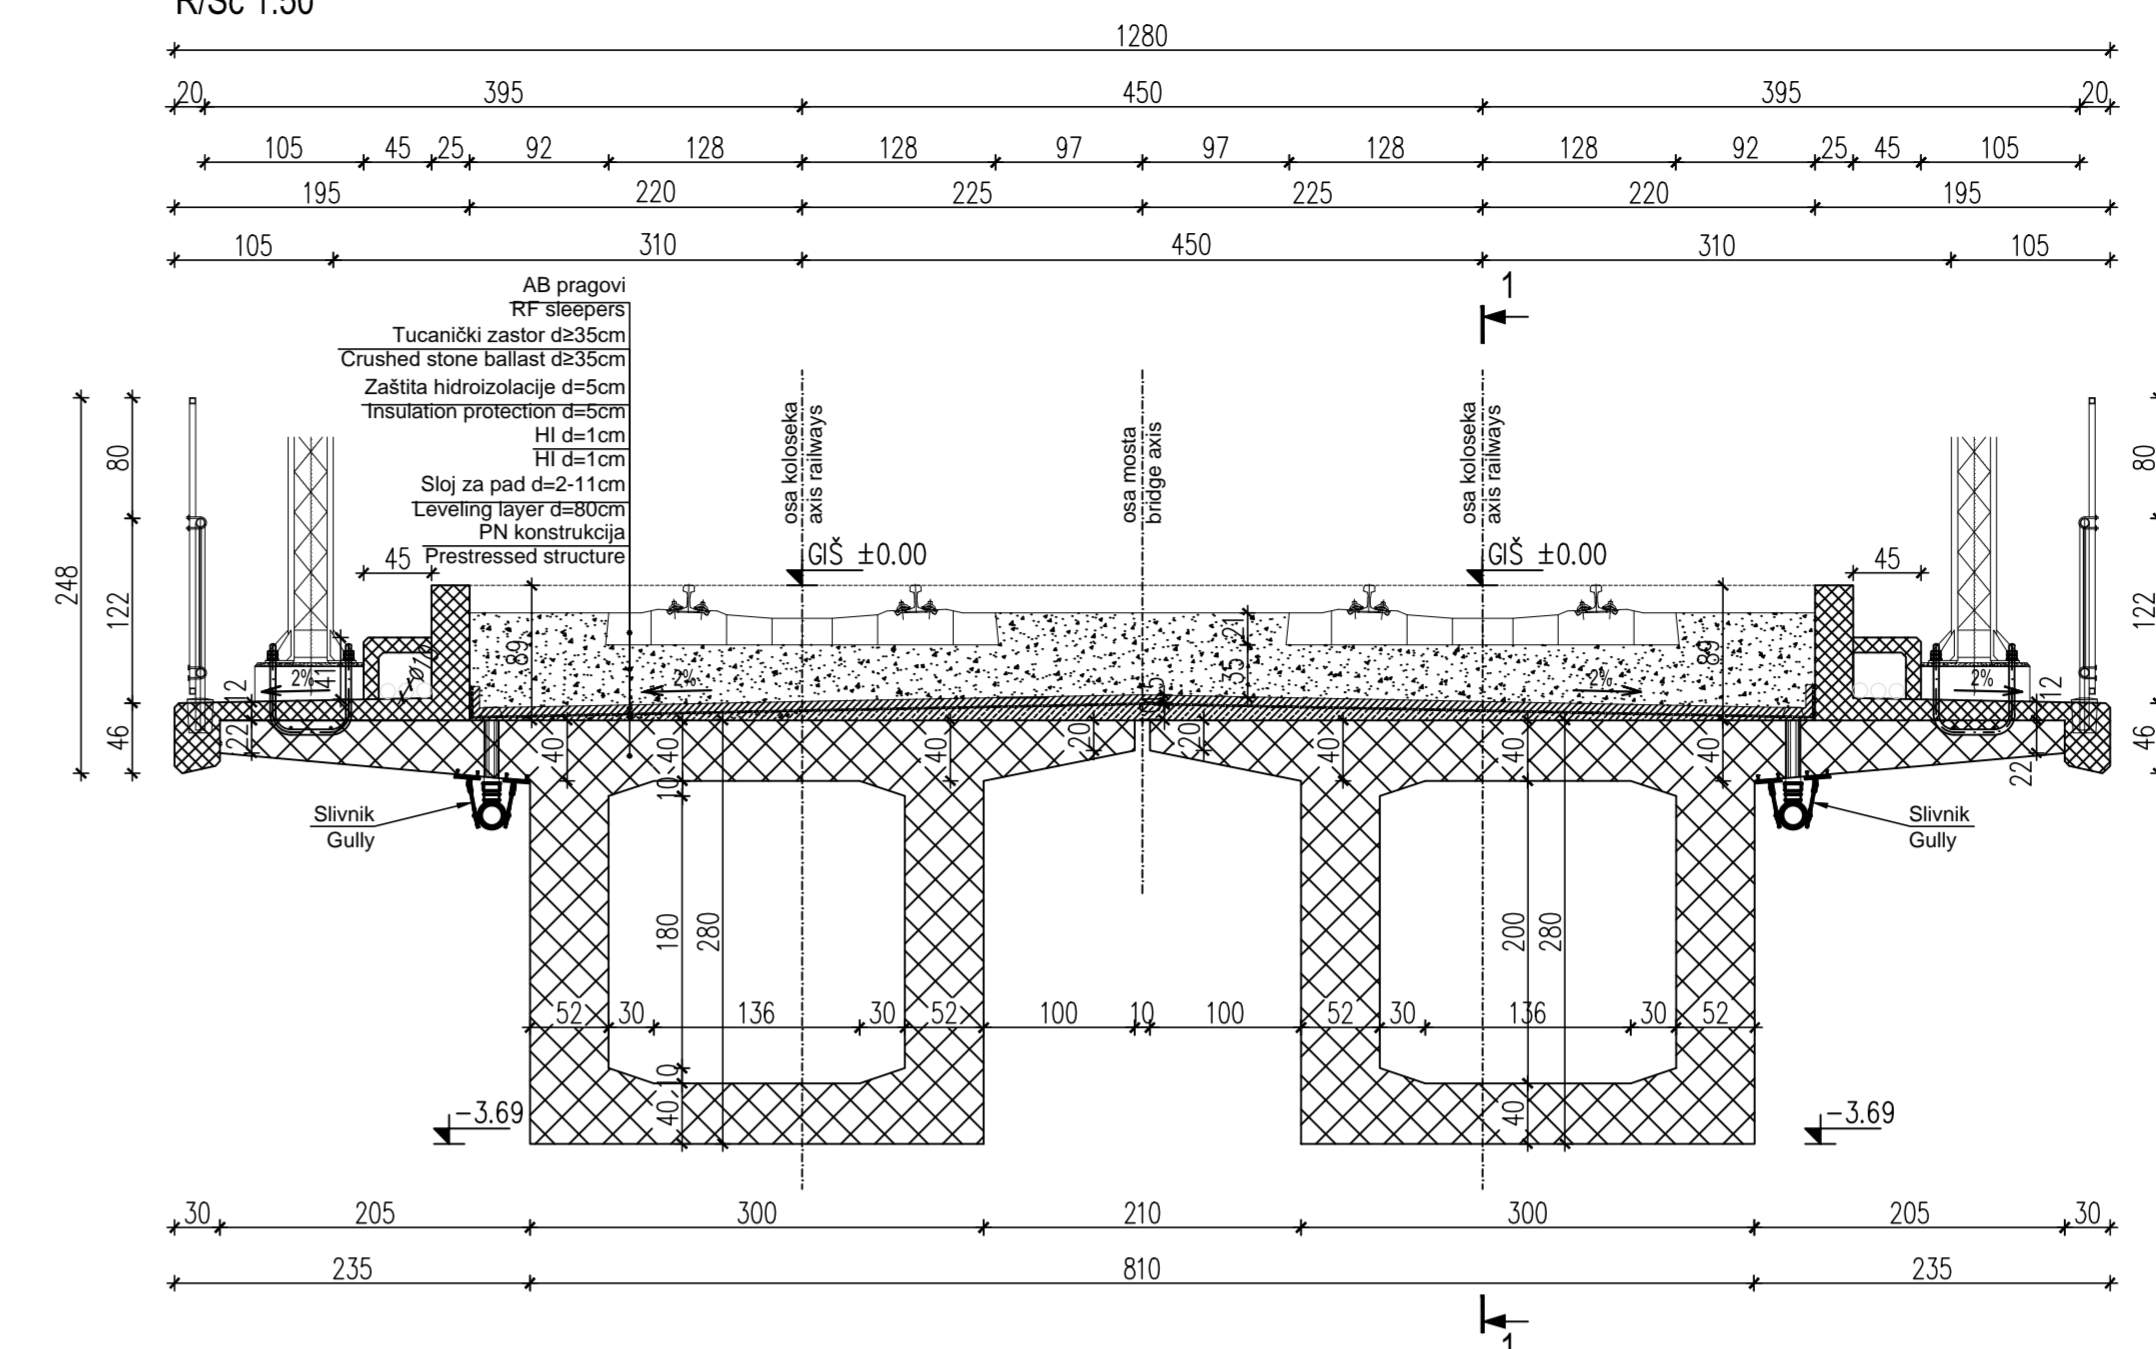 R/Sc 1:50
1280
20 395 450 395 20
105 45 25 92 128 128 97 97 128 128 92 25 45 105
195 220 225 225 220 195
105 310 450 310 105
1
AB pragovi
RF sleepers
Tucanički zastor d≥35cm
Crushed stone ballast d≥35cm
Zaštita hidroizolacije d=5cm
Insulation protection d=5cm
HI d=1cm
HI d=1cm
Sloj za pad d=2-11cm
Leveling layer d=80cm
PN konstrukcija
Prestressed structure
osa koloseka
axis railways
osa mosta
bridge axis
osa koloseka
axis railways
GIŠ ±0.00
GIŠ ±0.00
248
80
122
46
80
122
46
45
45
89
21
35
89
2%
41
2%
2%
2%
12
22
12
22
40
40
10
40
20
20
40
40
40
Slivnik
Gully
Slivnik
Gully
180
280
200
280
52 30 136 30 52 100 10 100 52 30 136 30 52
10
40
40
-3.69
-3.69
30 205 300 210 300 205 30
235 810 235
1